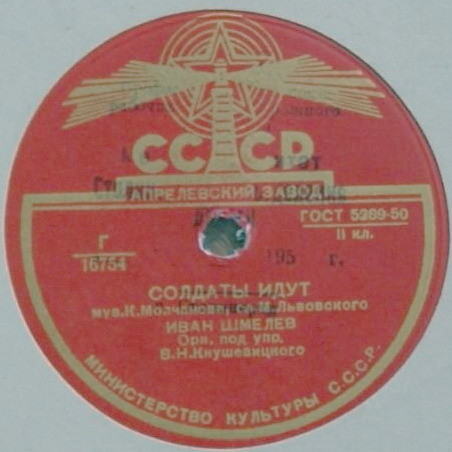 СССР
АПРЕЛЕВСКИЙ ЗАВОД
ГОСТ 5289-50
II кл.
Г
16754
195 г.
СОЛДАТЫ ИДУТ
муз.К.Молчанова, сл.М.Львовского
ИВАН ШМЕЛЕВ
Орк. под упр.
В.Н.Кнушевицкого
МИНИСТЕРСТВО КУЛЬТУРЫ С.С.С.Р.